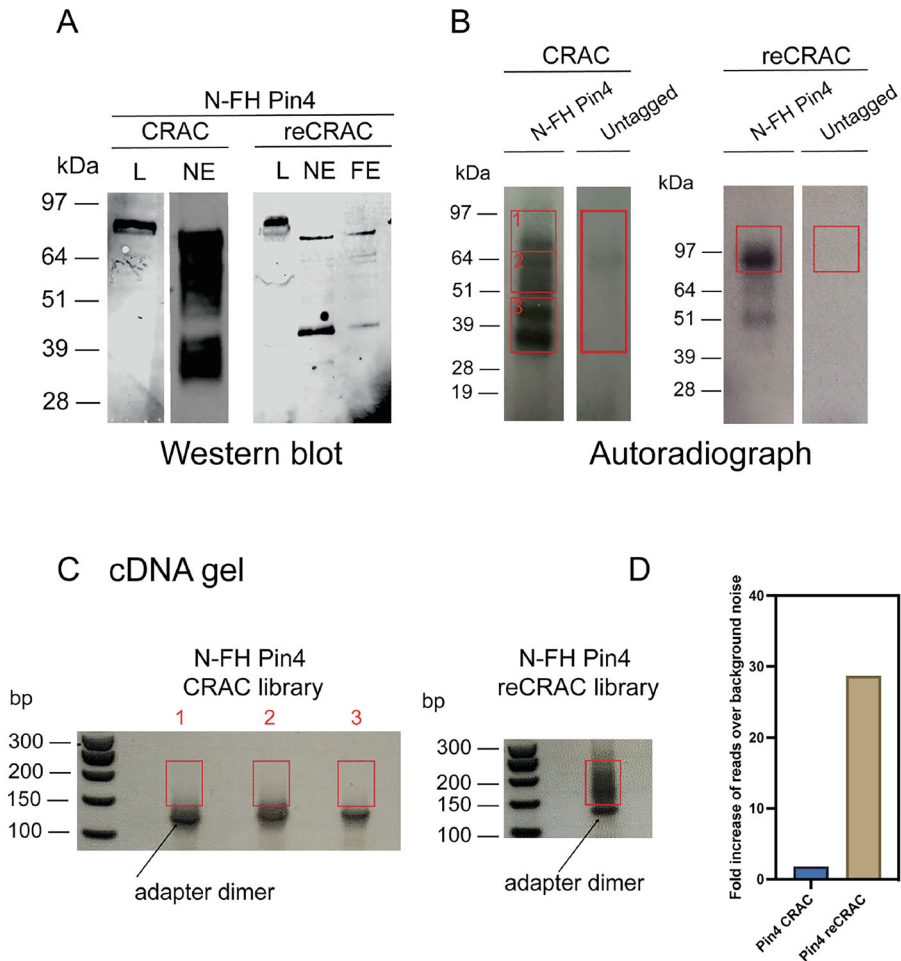 A
N-FH Pin4
CRAC
reCRAC
kDa
L
NE
L
NE
FE
97
64
51
39
28
Western blot
B
CRAC
reCRAC
N-FH Pin4
Untagged
N-FH Pin4
Untagged
kDa
97
64
51
39
28
19
1
2
3
kDa
97
64
51
39
28
Autoradiograph
C cDNA gel
N-FH Pin4
CRAC library
bp
1 2 3
300
200
150
100
adapter dimer
N-FH Pin4
reCRAC library
bp
300
200
150
100
adapter dimer
D
Fold increase of reads over background noise
40
30
20
10
0
Pin4 CRAC
Pin4 reCRAC